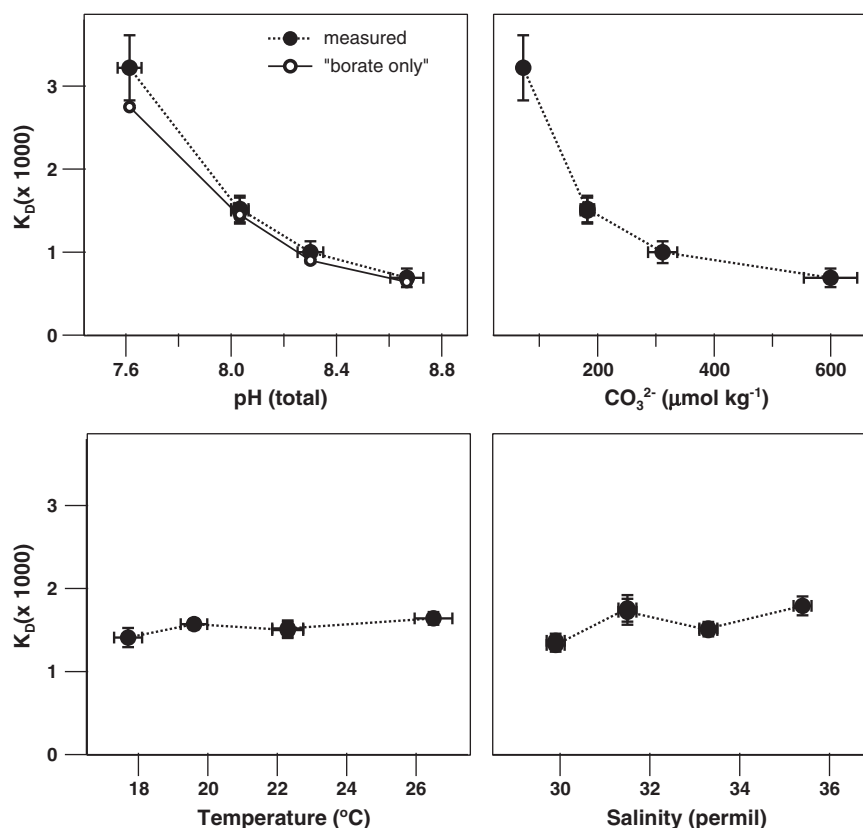 measured
"borate only"
K_D(x 1000)
3
2
1
0
7.6 8.0 8.4 8.8
pH (total)
200 400 600
CO₃²⁻ (μmol kg⁻¹)
K_D(x 1000)
3
2
1
0
18 20 22 24 26
Temperature (ºC)
30 32 34 36
Salinity (permil)